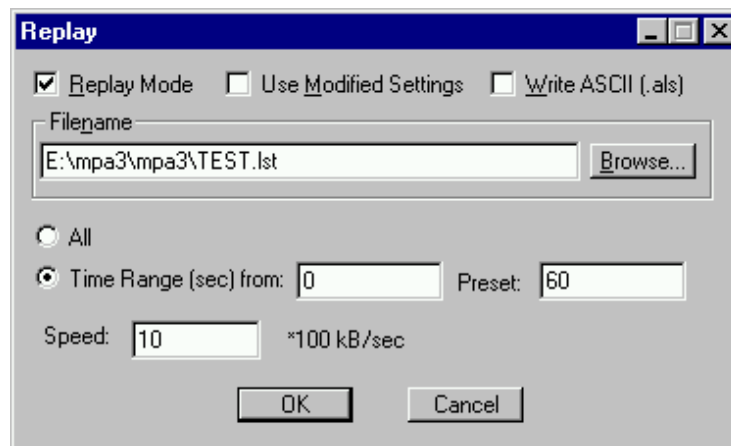 Replay
Replay Mode Use Modified Settings Write ASCII (.als)
Filename
E:\mpa3\mpa3\TEST.lst Browse...
All
Time Range (sec) from: 0 Preset: 60
Speed: 10 *100 kB/sec
OK Cancel